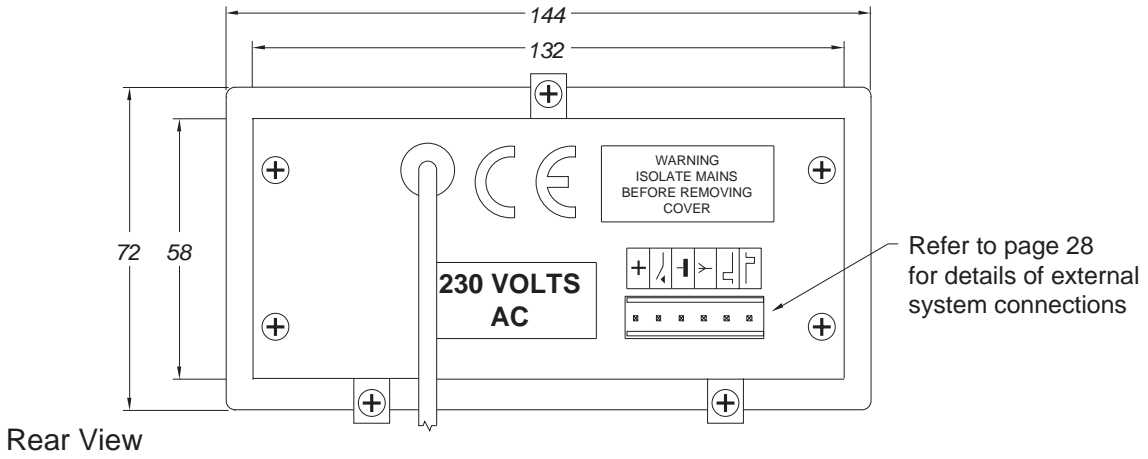 144
132
WARNING
ISOLATE MAINS
BEFORE REMOVING
COVER
72
58
230 VOLTS
AC
Refer to page 28
for details of external
system connections
Rear View